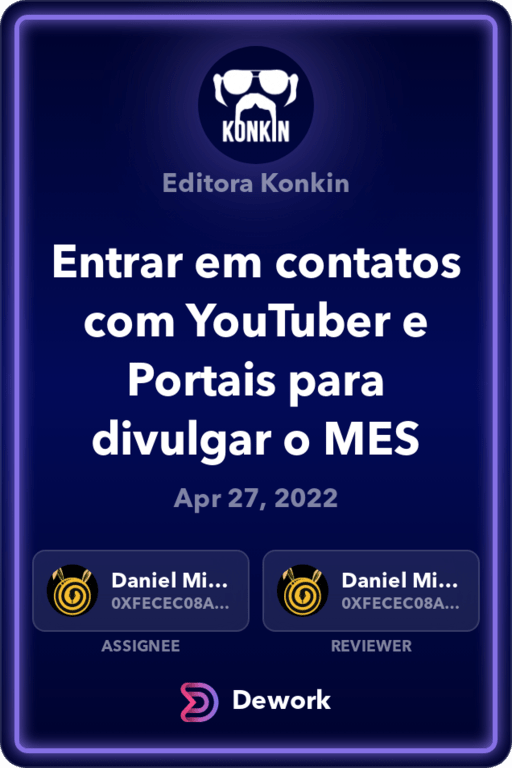 KONKIN
Editora Konkin
Entrar em contatos
com YouTuber e
Portais para
divulgar o MES
Apr 27, 2022
Daniel Mi... Daniel Mi...
0XFECEC08A... 0XFECEC08A...
ASSIGNEE REVIEWER
Dework